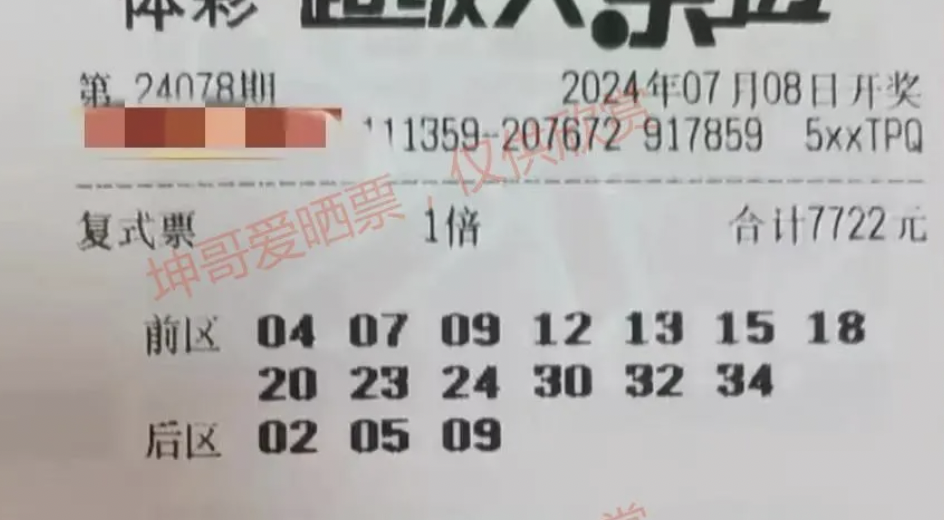 体彩 超级大乐透
第 24078期 2024年07月08日开奖
111359-207672 917859 5xxTPQ
复式票 1倍 合计7722元
坤哥爱晒票，仅供欣赏
前区 04 07 09 12 13 15 18
20 23 24 30 32 34
后区 02 05 09
赏